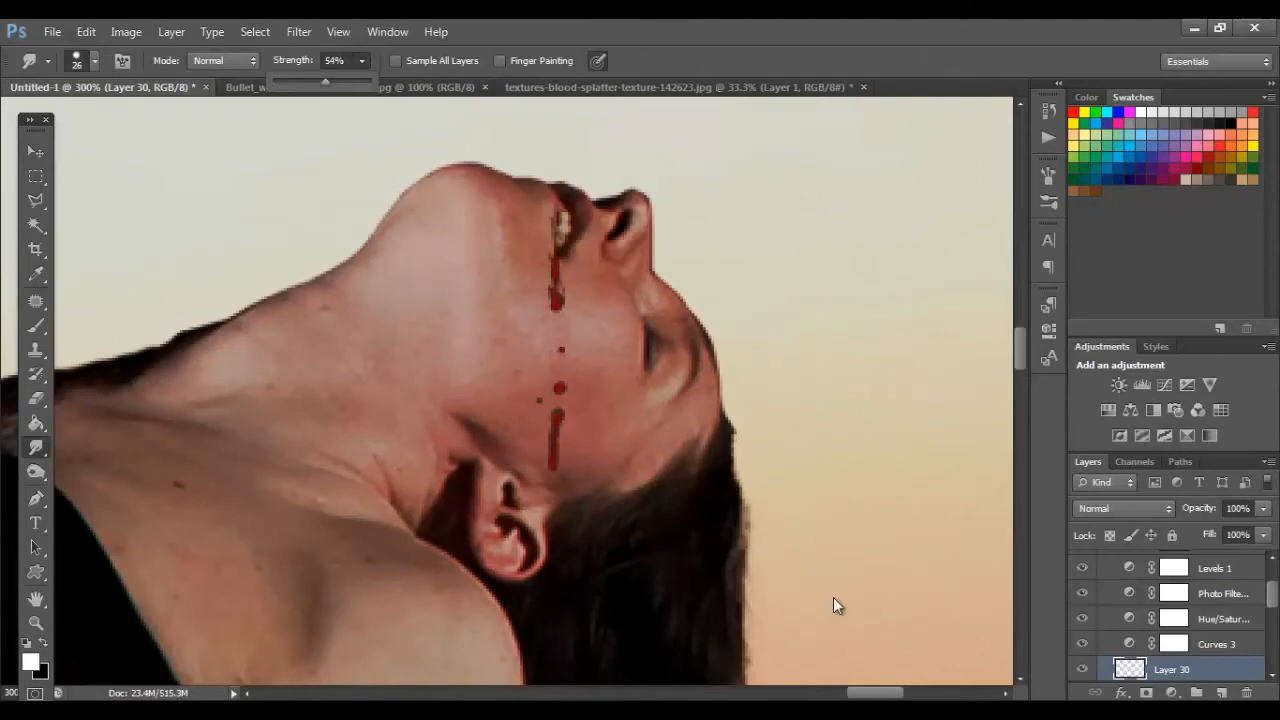 Ps File Edit Image Layer Type Select Filter View Window Help
26 Mode: Normal Strength: 54% Sample All Layers Finger Painting Essentials
Untitled-1 @ 300% (Layer 30, RGB/8) * × Bullet_w pg @ 100% (RGB/8) × textures-blood-splatter-texture-142623.jpg @ 33.3% (Layer 1, RGB/8#) * ×
Color Swatches
Adjustments Styles
Add an adjustment
Layers Channels Paths
Kind
Normal Opacity: 100%
Lock: Fill: 100%
Levels 1
Photo Filte...
Hue/Satur...
Curves 3
Layer 30
300 Doc: 23.4M/515.3M